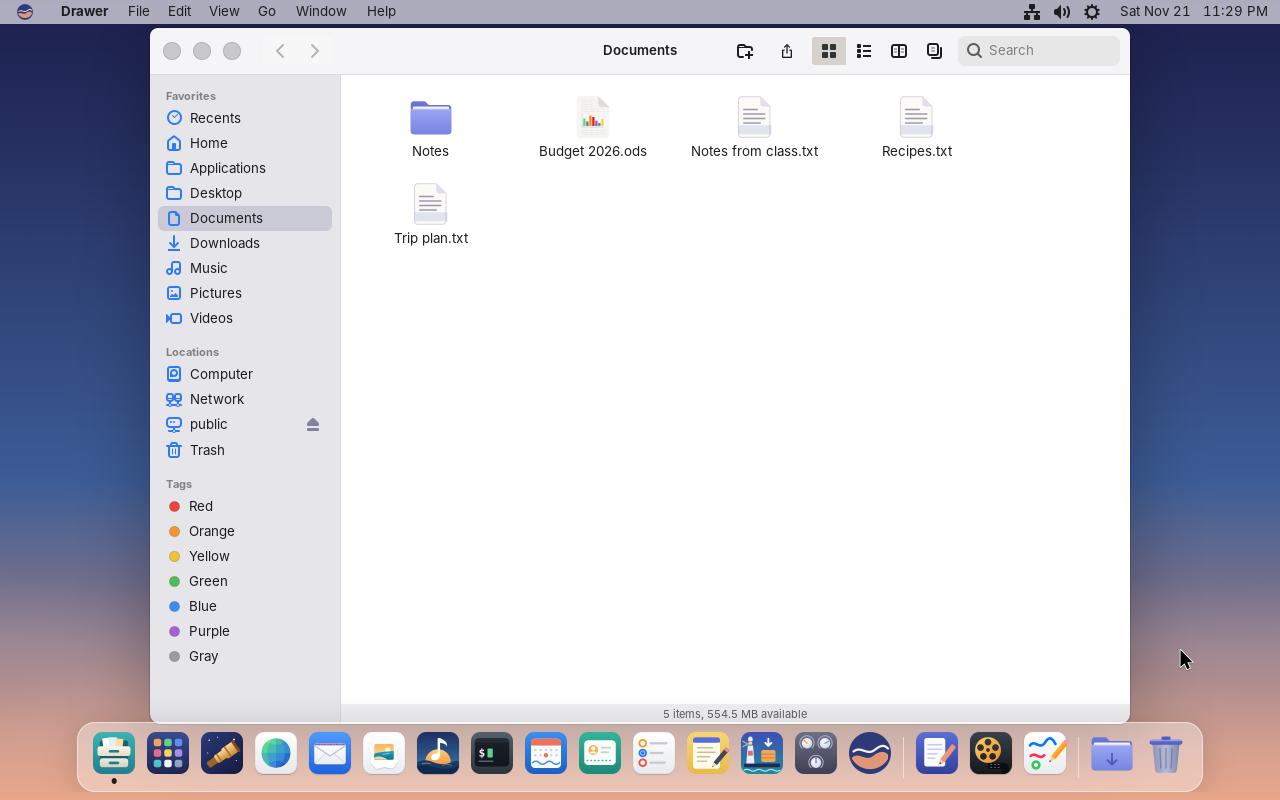 Drawer File Edit View Go Window Help Sat Nov 21 11:29 PM
Documents
Search
Favorites
Recents
Home
Applications
Desktop
Documents
Downloads
Music
Pictures
Videos
Locations
Computer
Network
public
Trash
Tags
Red
Orange
Yellow
Green
Blue
Purple
Gray
Notes
Budget 2026.ods
Notes from class.txt
Recipes.txt
Trip plan.txt
5 items, 554.5 MB available
$